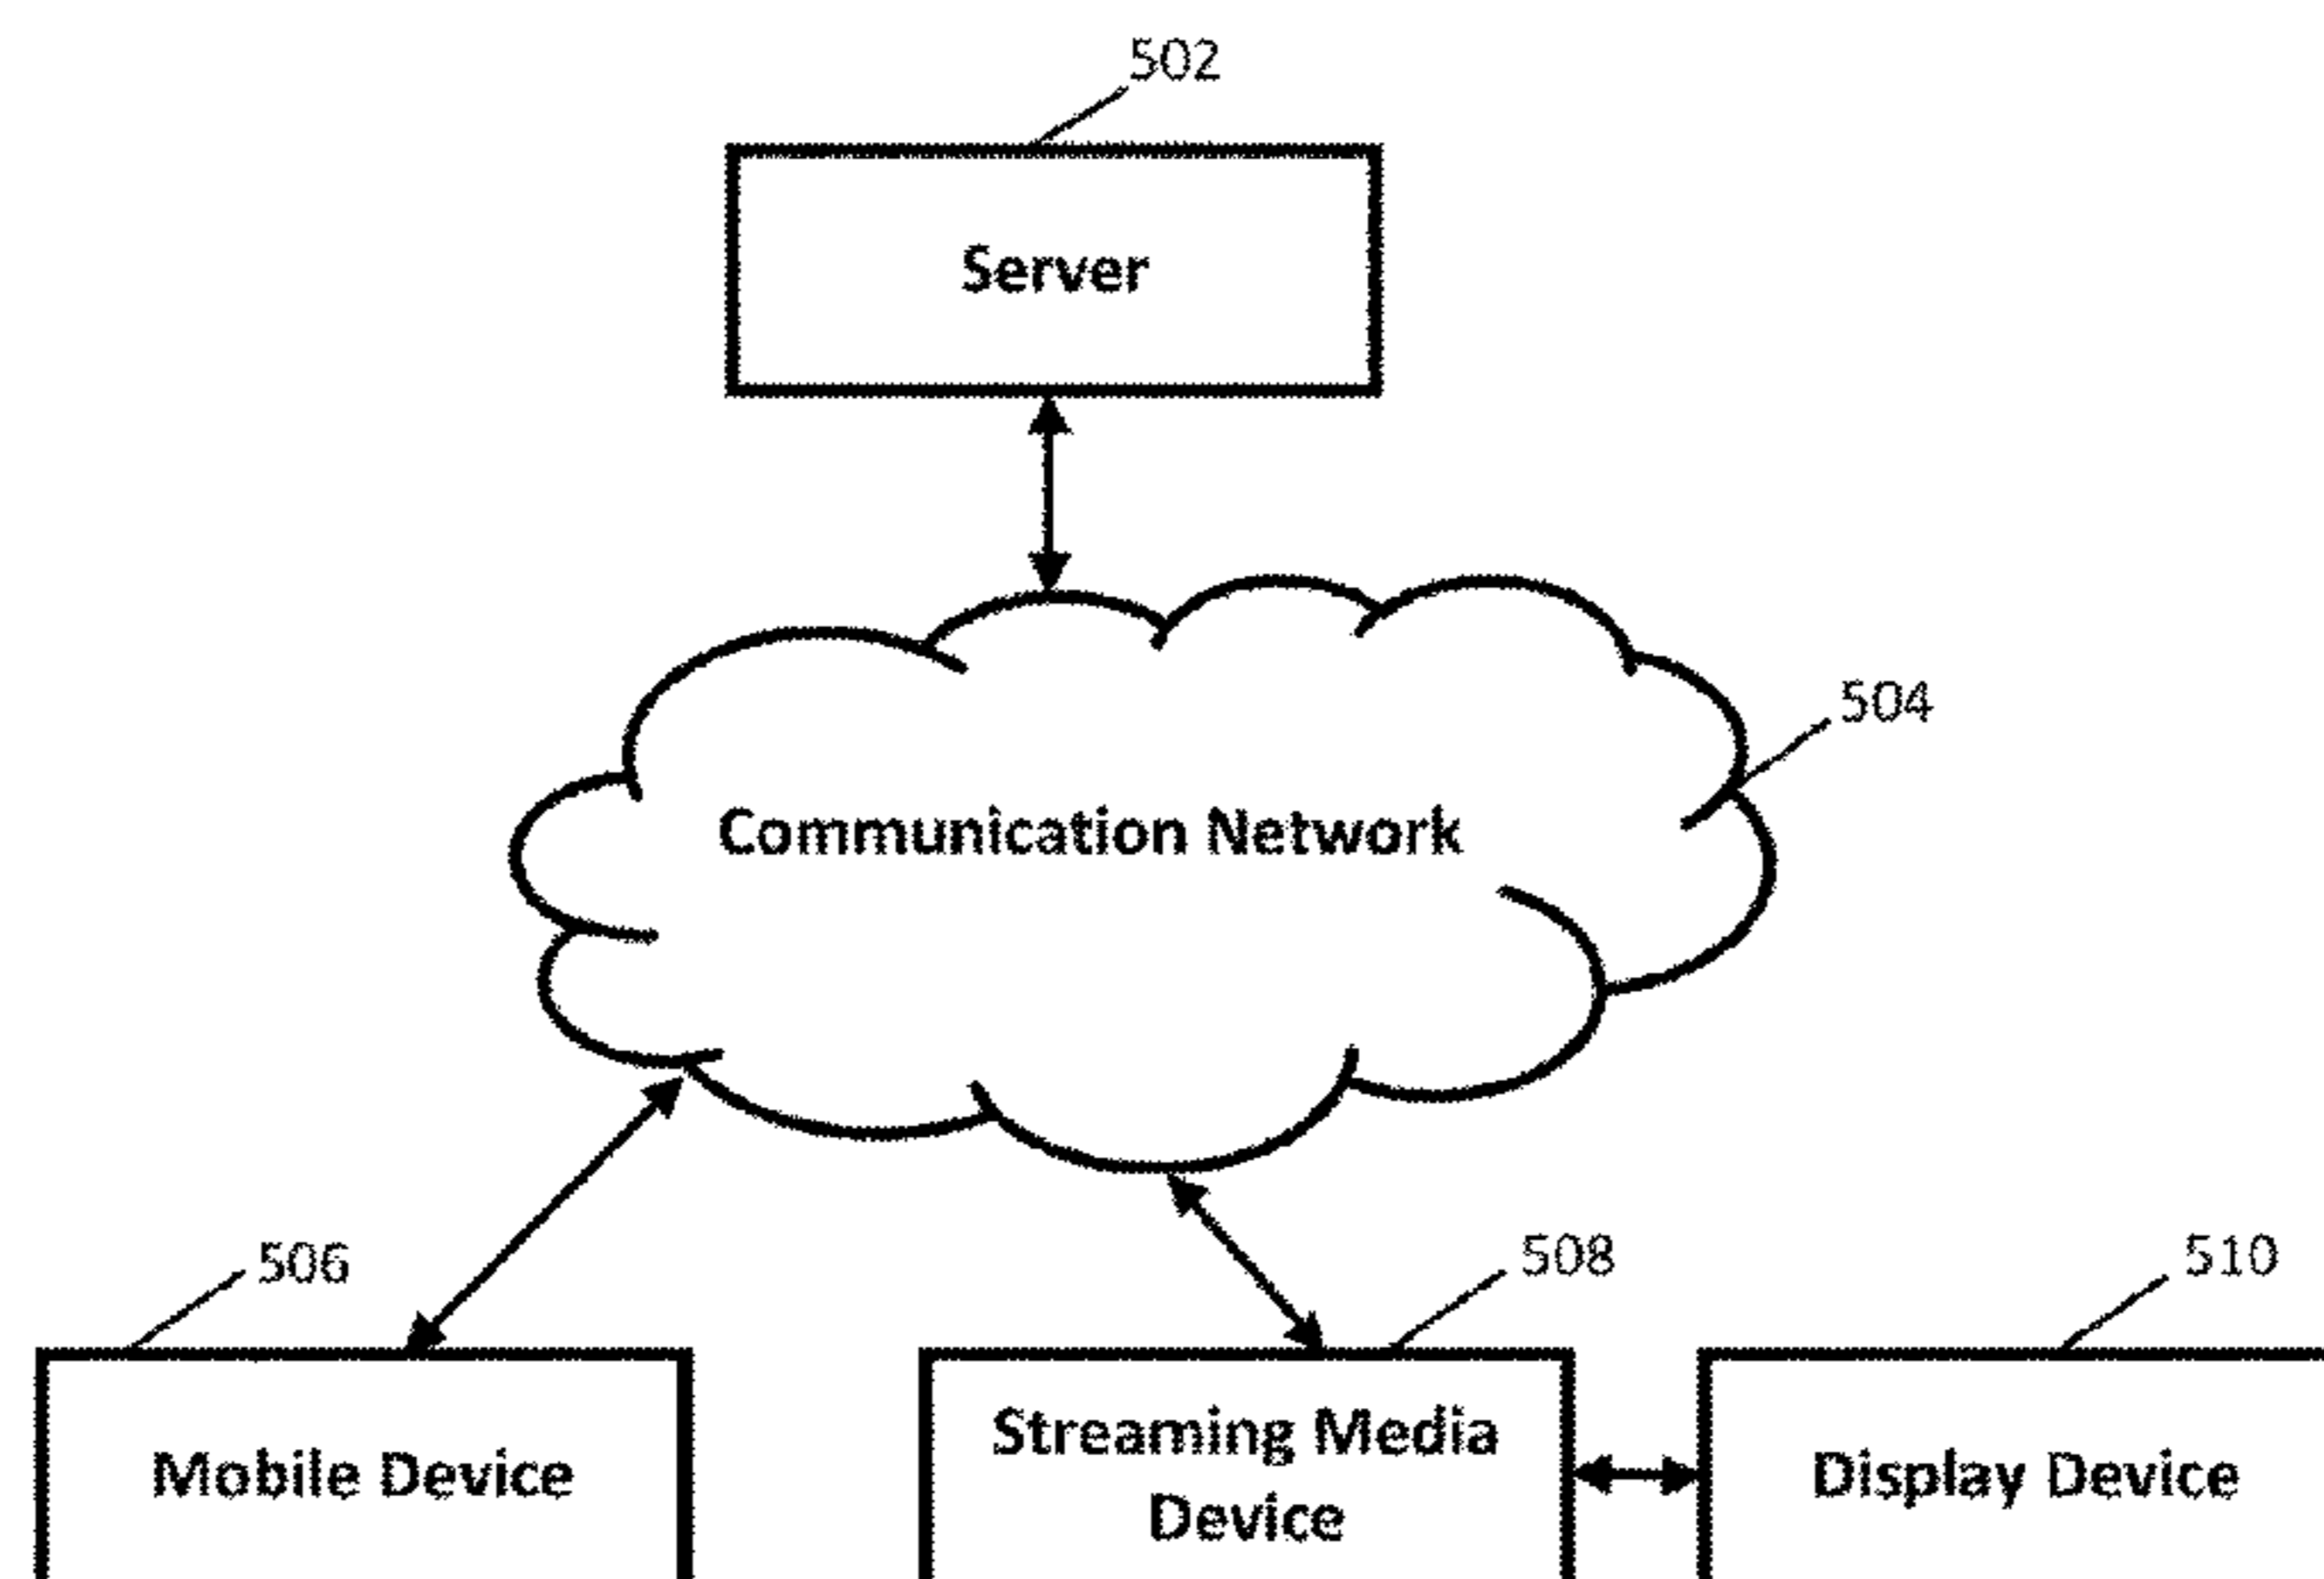 502
Server
504
Communication Network
506
508
510
Mobile Device
Streaming Media
Device
Display Device